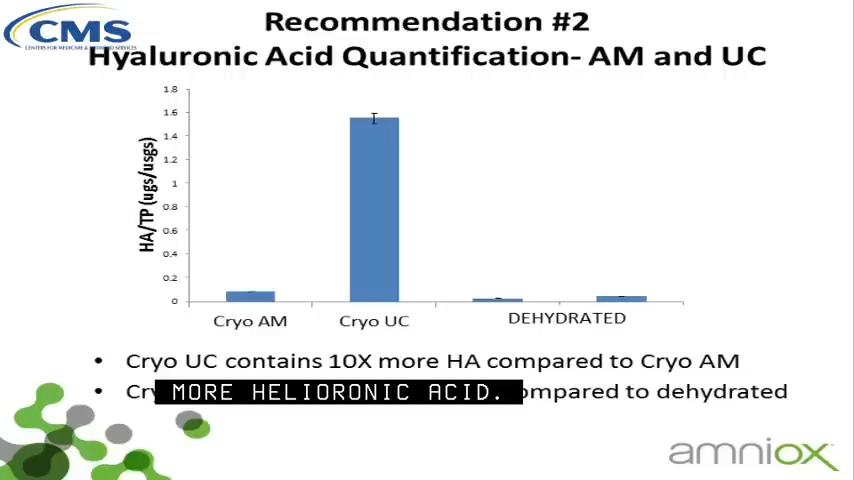 CMS
CENTERS FOR MEDICARE & MEDICAID SERVICES
Recommendation #2
Hyaluronic Acid Quantification- AM and UC
HA/TP (ugs/usgs)
1.8
1.6
1.4
1.2
1
0.8
0.6
0.4
0.2
0
Cryo AM
Cryo UC
DEHYDRATED
• Cryo UC contains 10X more HA compared to Cryo AM
• compared to dehydrated
MORE HELIORONIC ACID.
amniox